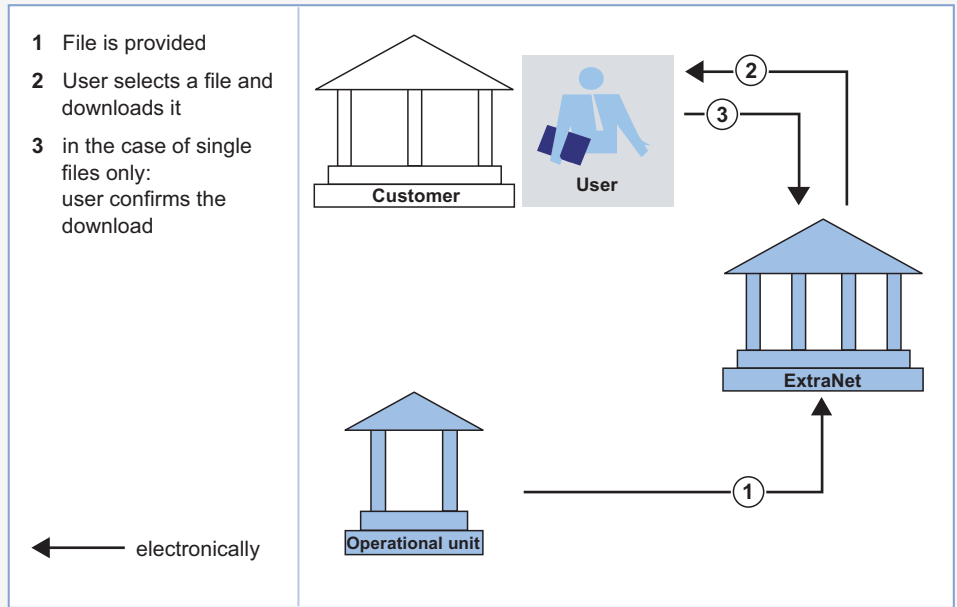 1 File is provided
2 User selects a file and
downloads it
3 in the case of single
files only:
user confirms the
download
electronically
Customer
User
2
3
ExtraNet
1
Operational unit